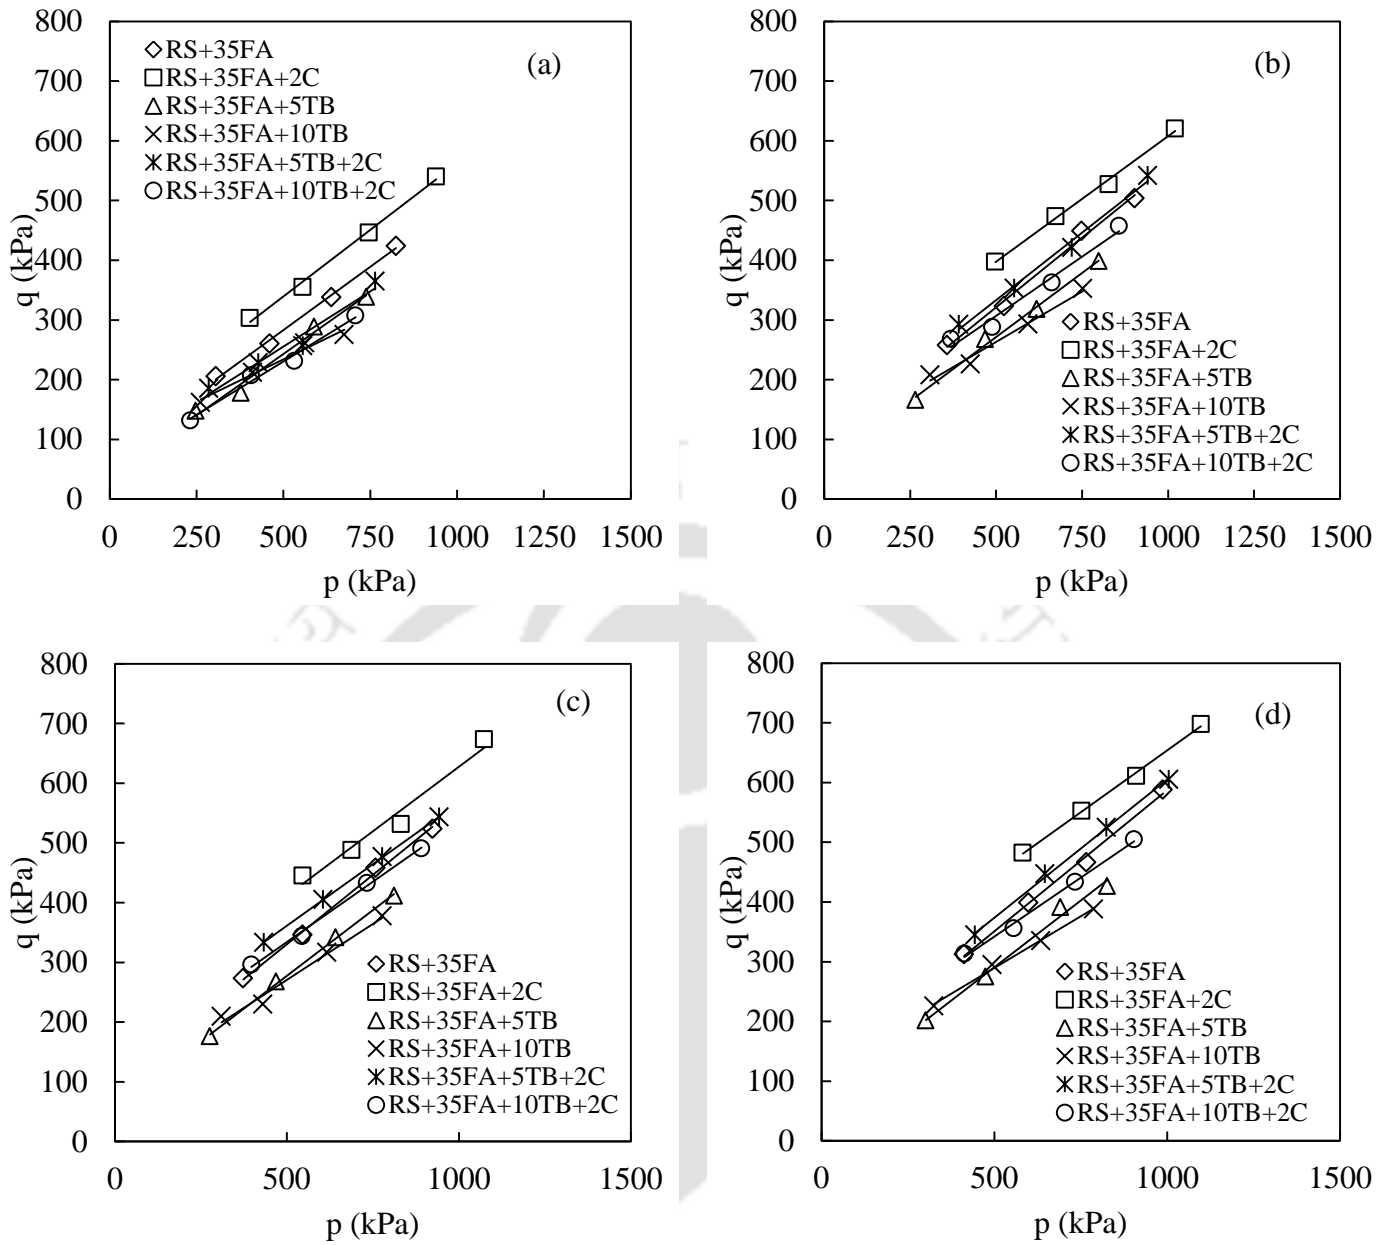 (a)
q (kPa)
800
700
600
500
400
300
200
100
0
RS+35FA
RS+35FA+2C
RS+35FA+5TB
RS+35FA+10TB
RS+35FA+5TB+2C
RS+35FA+10TB+2C
0 250 500 750 1000 1250 1500
p (kPa)
(b)
q (kPa)
800
700
600
500
400
300
200
100
0
RS+35FA
RS+35FA+2C
RS+35FA+5TB
RS+35FA+10TB
RS+35FA+5TB+2C
RS+35FA+10TB+2C
0 250 500 750 1000 1250 1500
p (kPa)
(c)
q (kPa)
800
700
600
500
400
300
200
100
0
RS+35FA
RS+35FA+2C
RS+35FA+5TB
RS+35FA+10TB
RS+35FA+5TB+2C
RS+35FA+10TB+2C
0 500 1000 1500
p (kPa)
(d)
q (kPa)
800
700
600
500
400
300
200
100
0
RS+35FA
RS+35FA+2C
RS+35FA+5TB
RS+35FA+10TB
RS+35FA+5TB+2C
RS+35FA+10TB+2C
0 500 1000 1500
p (kPa)